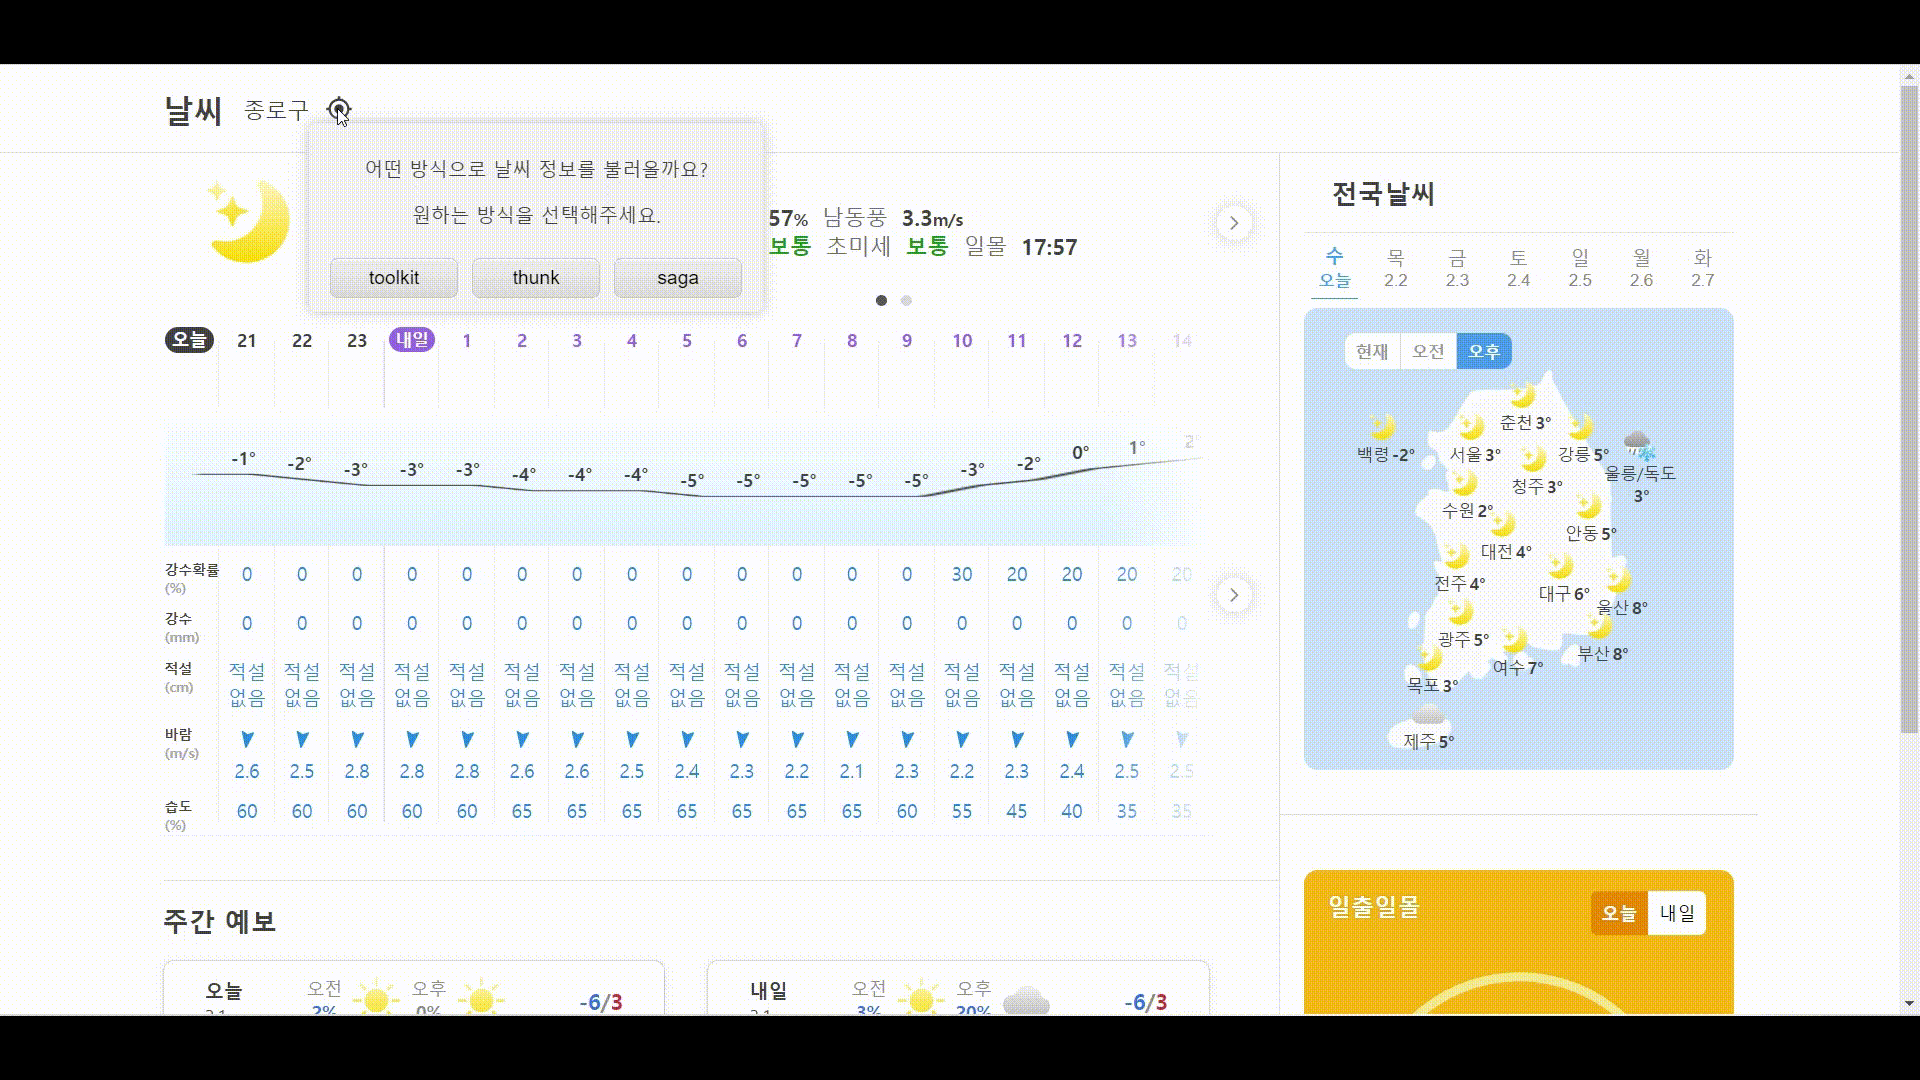 날씨 종로구
어떤 방식으로 날씨 정보를 불러올까요?
원하는 방식을 선택해주세요.
toolkit thunk saga
57% 남동풍 3.3m/s
보통 초미세 보통 일몰 17:57
오늘 21 22 23 내일 1 2 3 4 5 6 7 8 9 10 11 12 13 14
-1° -2° -3° -3° -3° -4° -4° -4° -5° -5° -5° -5° -5° -3° -2° 0° 1° 2°
강수확률 0 0 0 0 0 0 0 0 0 0 0 0 0 30 20 20 20 20
(%)
강수 0 0 0 0 0 0 0 0 0 0 0 0 0 0 0 0 0 0
(mm)
적설 적설 적설 적설 적설 적설 적설 적설 적설 적설 적설 적설 적설 적설 적설 적설 적설 적설 적설
(cm) 없음 없음 없음 없음 없음 없음 없음 없음 없음 없음 없음 없음 없음 없음 없음 없음 없음 없음
바람
(m/s)
2.6 2.5 2.8 2.8 2.8 2.6 2.6 2.5 2.4 2.3 2.2 2.1 2.3 2.2 2.3 2.4 2.5 2.5
습도 60 60 60 60 60 65 65 65 65 65 65 65 60 55 45 40 35 35
(%)
주간 예보
오늘 오전 오후 -6/3
2%  0%
내일 오전 오후 -6/3
3% 20%
전국날씨
수 목 금 토 일 월 화
오늘 2.2 2.3 2.4 2.5 2.6 2.7
현재 오전 오후
춘천 3°
백령 -2° 서울 3° 강릉 5°
울릉/독도
3°
청주 3°
수원 2°
안동 5°
대전 4°
전주 4°
대구 6°
울산 8°
광주 5°
부산 8°
여수 7°
목포 3°
제주 5°
일출일몰 오늘 내일